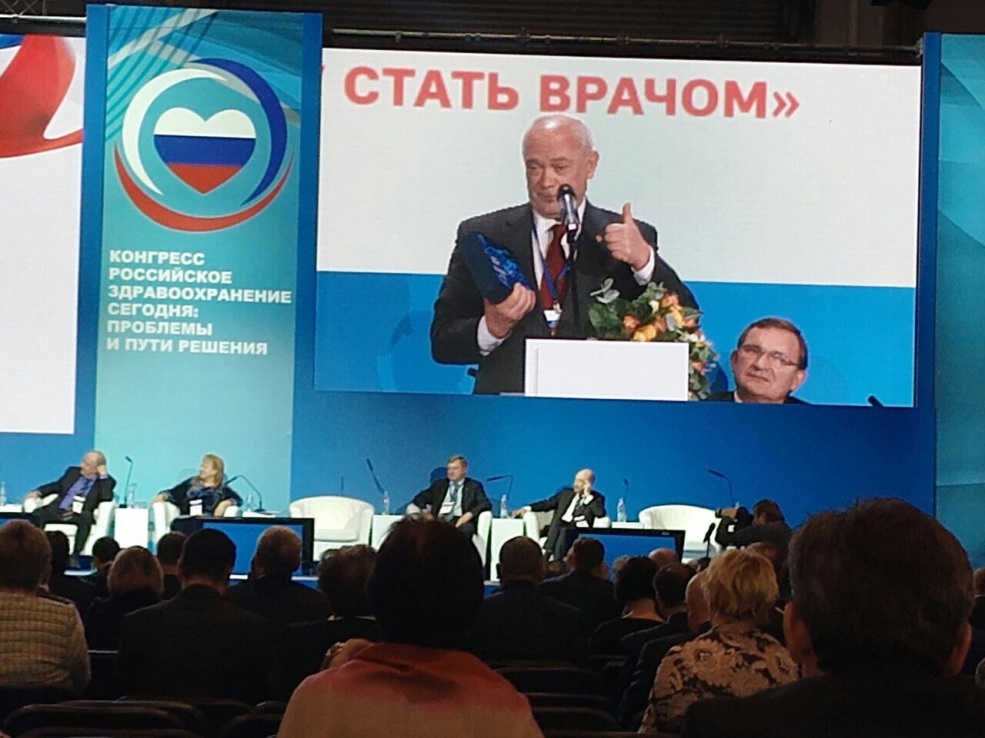 СТАТЬ ВРАЧОМ»
КОНГРЕСС
РОССИЙСКОЕ
ЗДРАВООХРАНЕНИЕ
СЕГОДНЯ:
ПРОБЛЕМЫ
И ПУТИ РЕШЕНИЯ